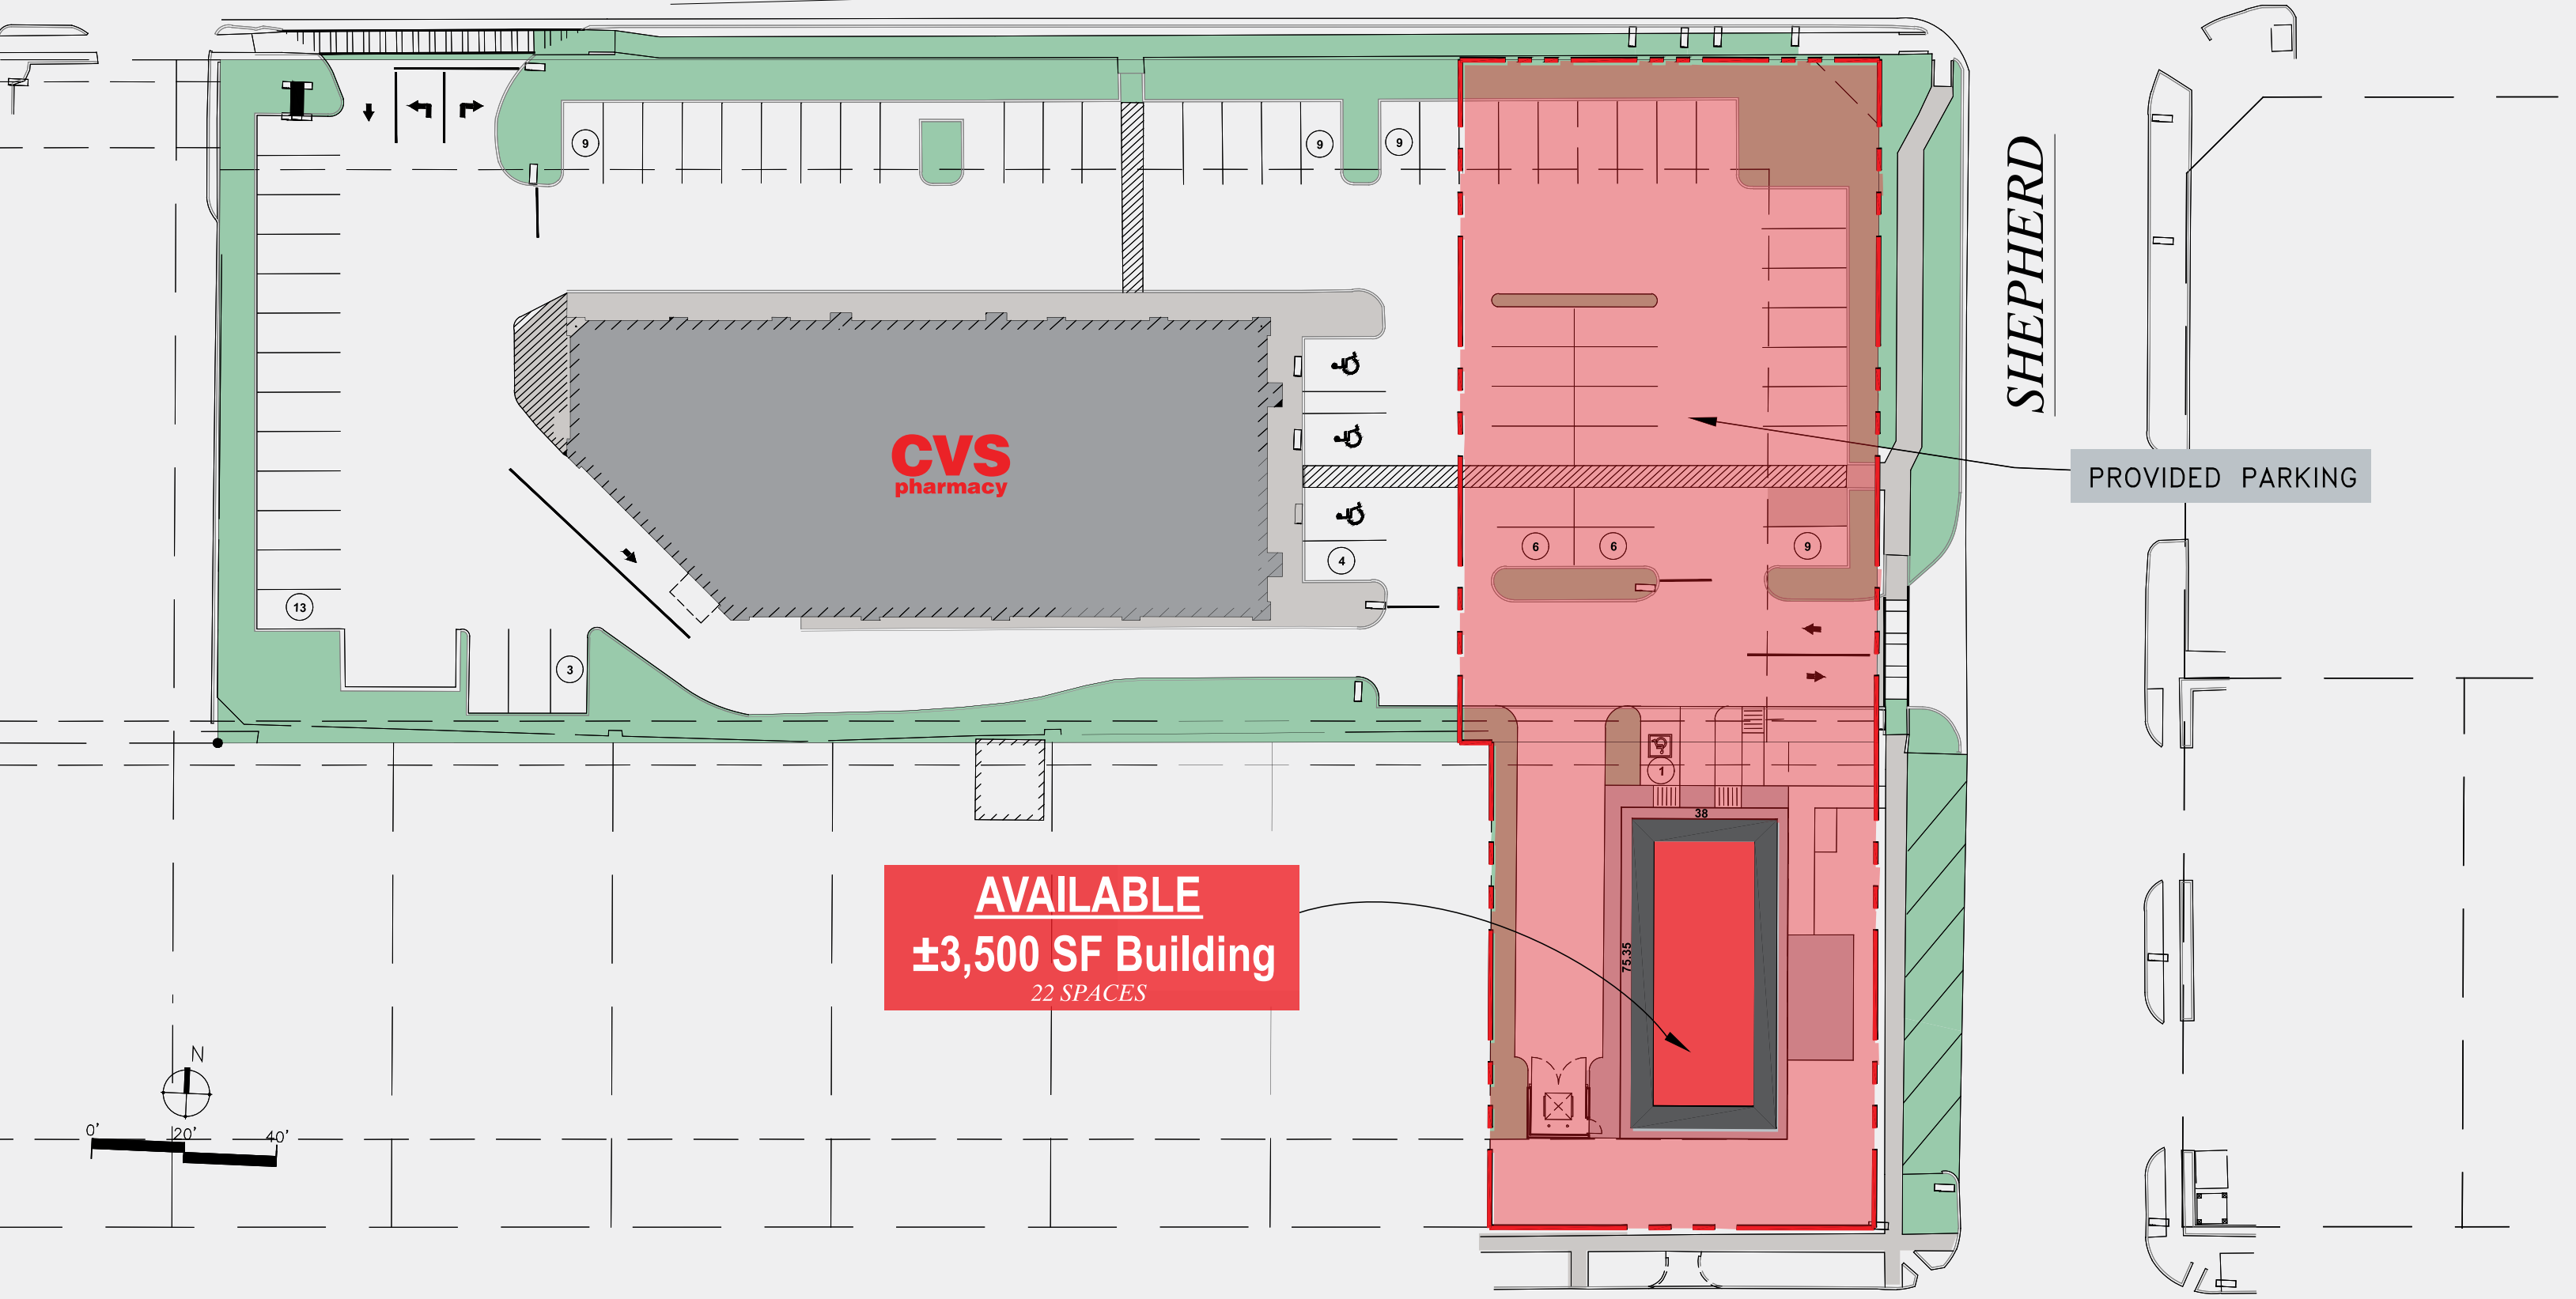 9
9
9
SHEPHERD
CVS
pharmacy
PROVIDED PARKING
4
6
6
9
13
3
1
38
75.35
AVAILABLE
±3,500 SF Building
22 SPACES
N
0'
20'
40'